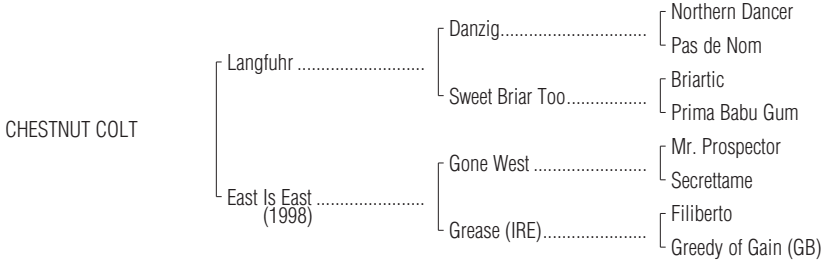 Northern Dancer
Danzig..................................
Pas de Nom
Langfuhr .............................
Briartic
Sweet Briar Too..................
Prima Babu Gum
CHESTNUT COLT
Mr. Prospector
Gone West ..........................
Secrettame
East Is East .........................
(1998)
Filiberto
Grease (IRE)........................
Greedy of Gain (GB)